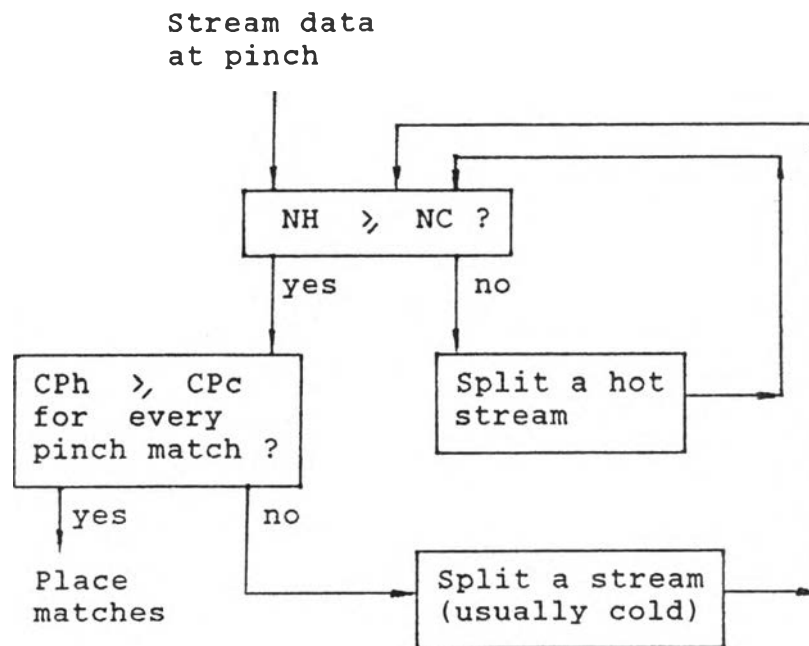 Stream data
at pinch
NH ⩾ NC ?
yes
no
CPh ⩾ CPc
for every
pinch match ?
Split a hot
stream
yes
no
Place
matches
Split a stream
(usually cold)